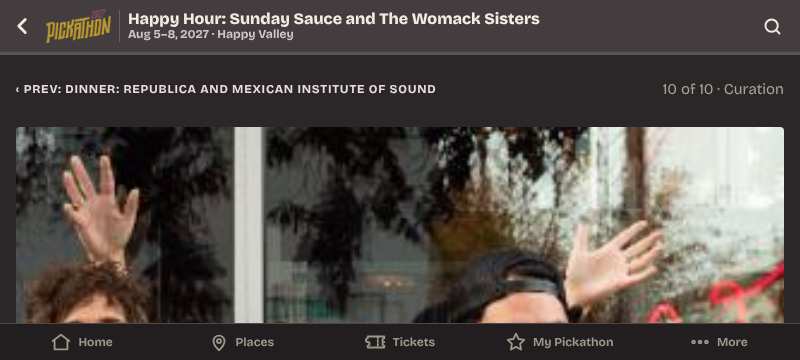 PICKATHON
Happy Hour: Sunday Sauce and The Womack Sisters
Aug 5–8, 2027 · Happy Valley
‹ PREV: DINNER: REPUBLICA AND MEXICAN INSTITUTE OF SOUND
10 of 10 · Curation
Home
Places
Tickets
My Pickathon
More